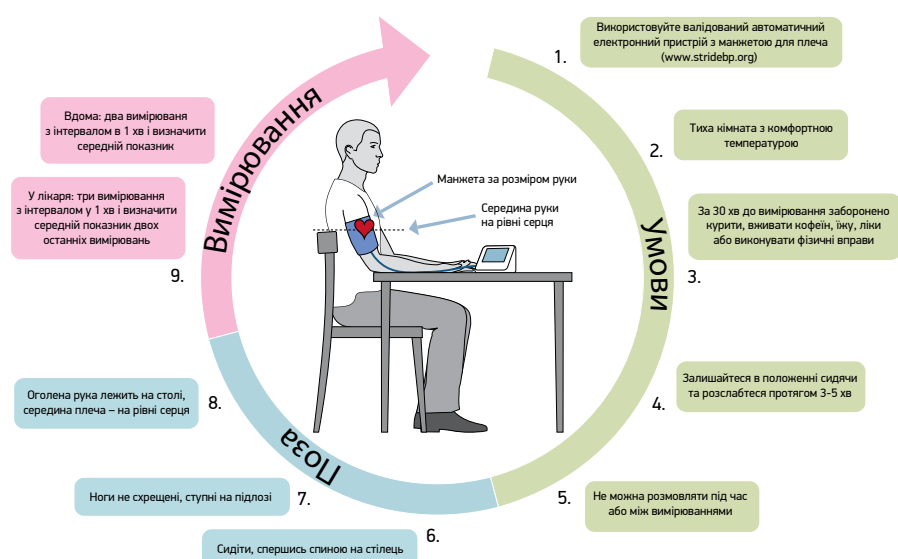 1.
Використовуйте валідований автоматичний
електронний пристрій з манжетою для плеча
(www.stridebp.org)
2.
Тиха кімната з комфортною
температурою
3.
За 30 хв до вимірювання заборонено
курити, вживати кофеїн, їжу, ліки
або виконувати фізичні вправи
Умови
4.
Залишайтеся в положенні сидячи
та розслабтеся протягом 3-5 хв
5.
Не можна розмовляти під час
або між вимірюваннями
6.
Сидіти, спершись спиною на стілець
7.
Ноги не схрещені, ступні на підлозі
Поза
8.
Оголена рука лежить на столі,
середина плеча – на рівні серця
9.
Вдома: два вимірюваня
з інтервалом в 1 хв і визначити
середній показник
У лікаря: три вимірювання
з інтервалом у 1 хв і визначити
середній показник двох
останніх вимірювань
Вимірювання
Манжета за розміром руки
Середина руки
на рівні серця